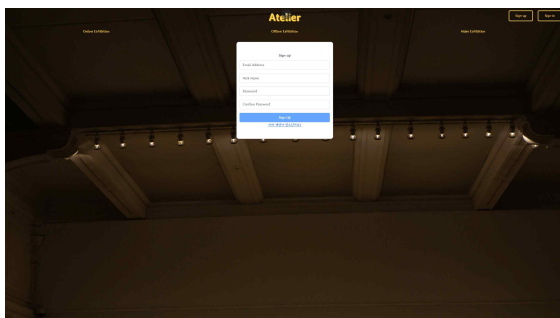 Atelier
Sign up
Sign in
Online Exhibition
Offline Exhibition
Make Exhibition
Sign up
Email Address
Nick Name
Password
Confirm Password
Sign Up